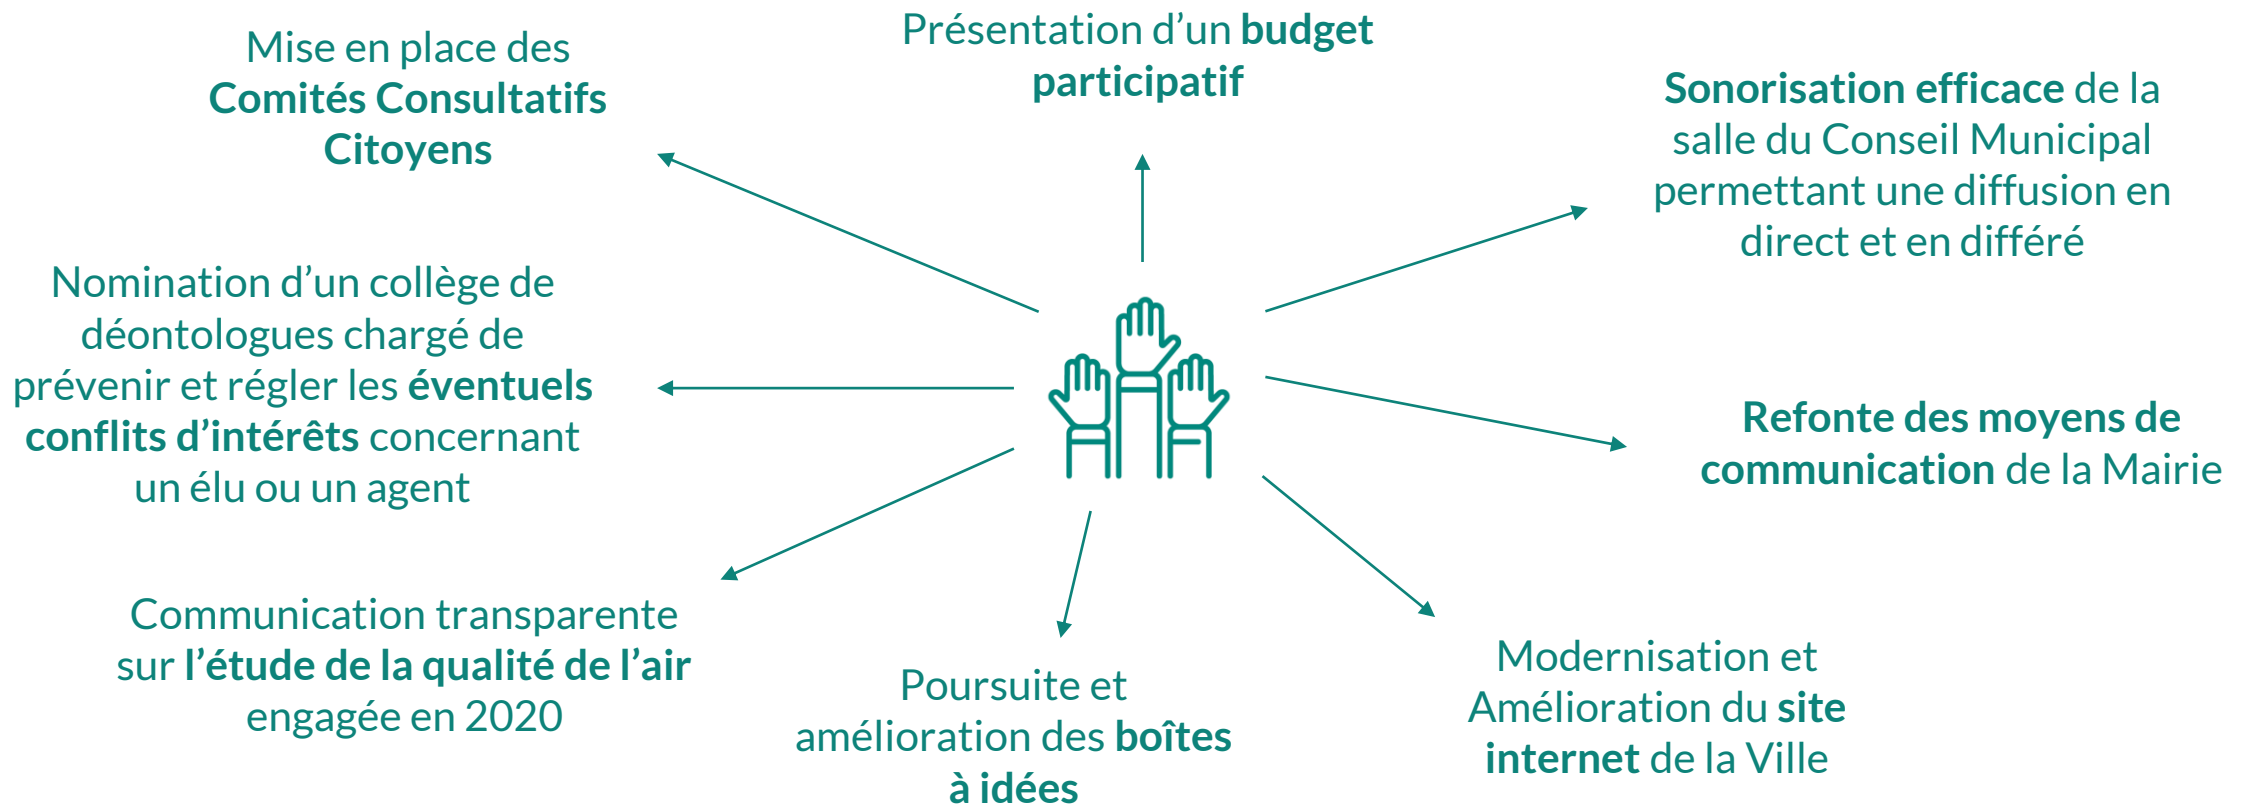 Mise en place des
Comités Consultatifs
Citoyens
Présentation d’un budget
participatif
Sonorisation efficace de la
salle du Conseil Municipal
permettant une diffusion en
direct et en différé
Nomination d’un collège de
déontologues chargé de
prévenir et régler les éventuels
conflits d’intérêts concernant
un élu ou un agent
Refonte des moyens de
communication de la Mairie
Communication transparente
sur l’étude de la qualité de l’air
engagée en 2020
Poursuite et
amélioration des boîtes
à idées
Modernisation et
Amélioration du site
internet de la Ville